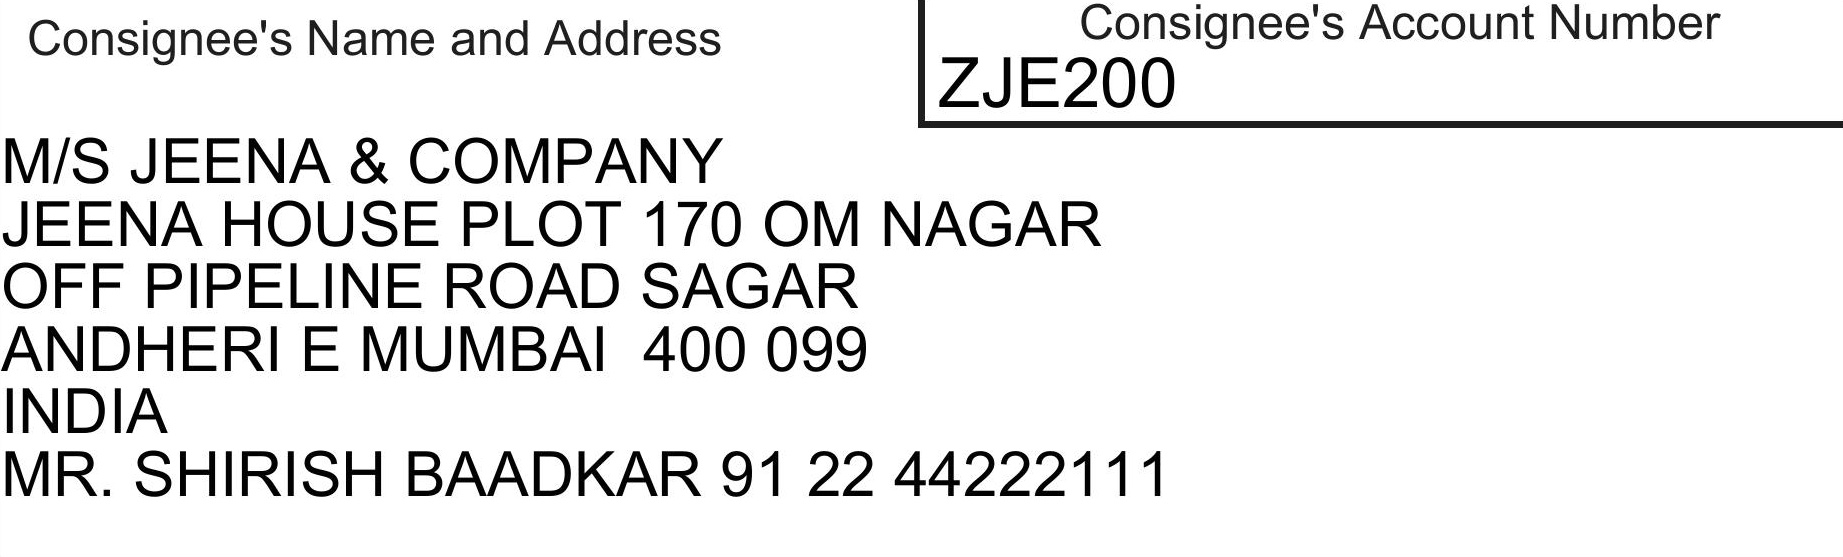 Consignee's Name and Address
Consignee's Account Number
ZJE200
M/S JEENA & COMPANY
JEENA HOUSE PLOT 170 OM NAGAR
OFF PIPELINE ROAD SAGAR
ANDHERI E MUMBAI  400 099
INDIA
MR. SHIRISH BAADKAR 91 22 44222111